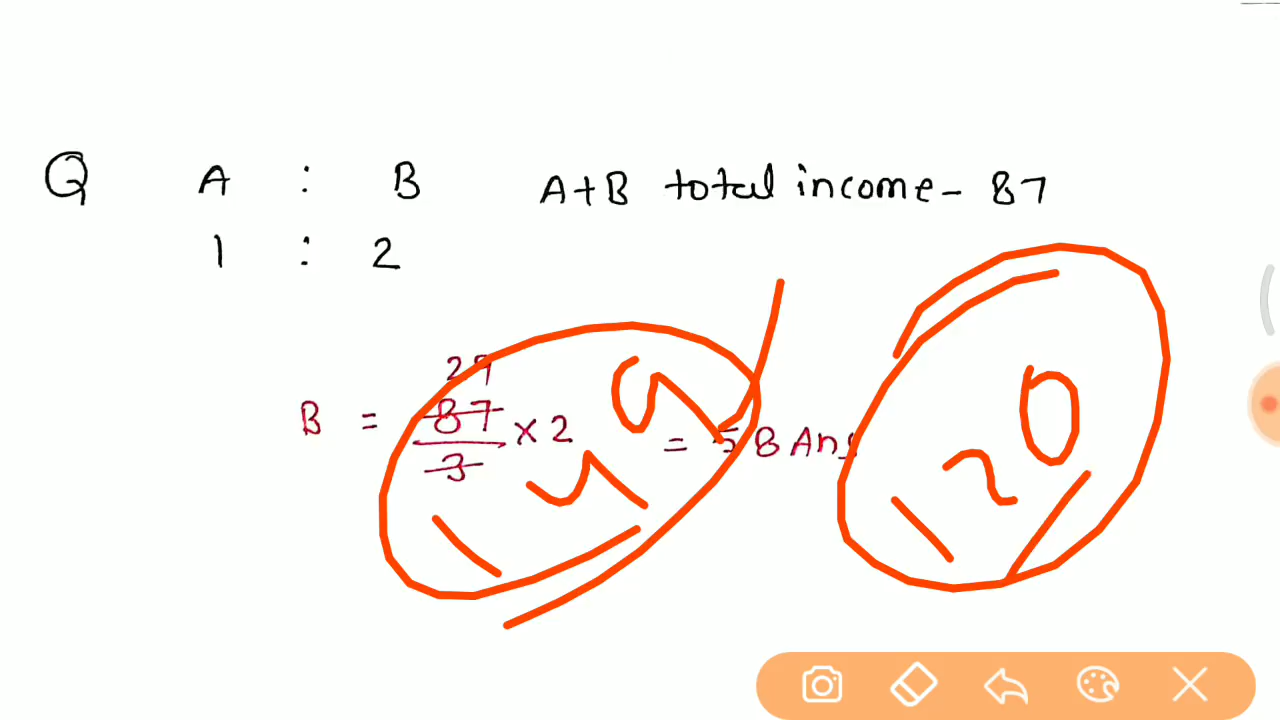 Q A : B A+B total income - 87
1 : 2
29
B = 87/3 × 2 = 58 Ans
149
120